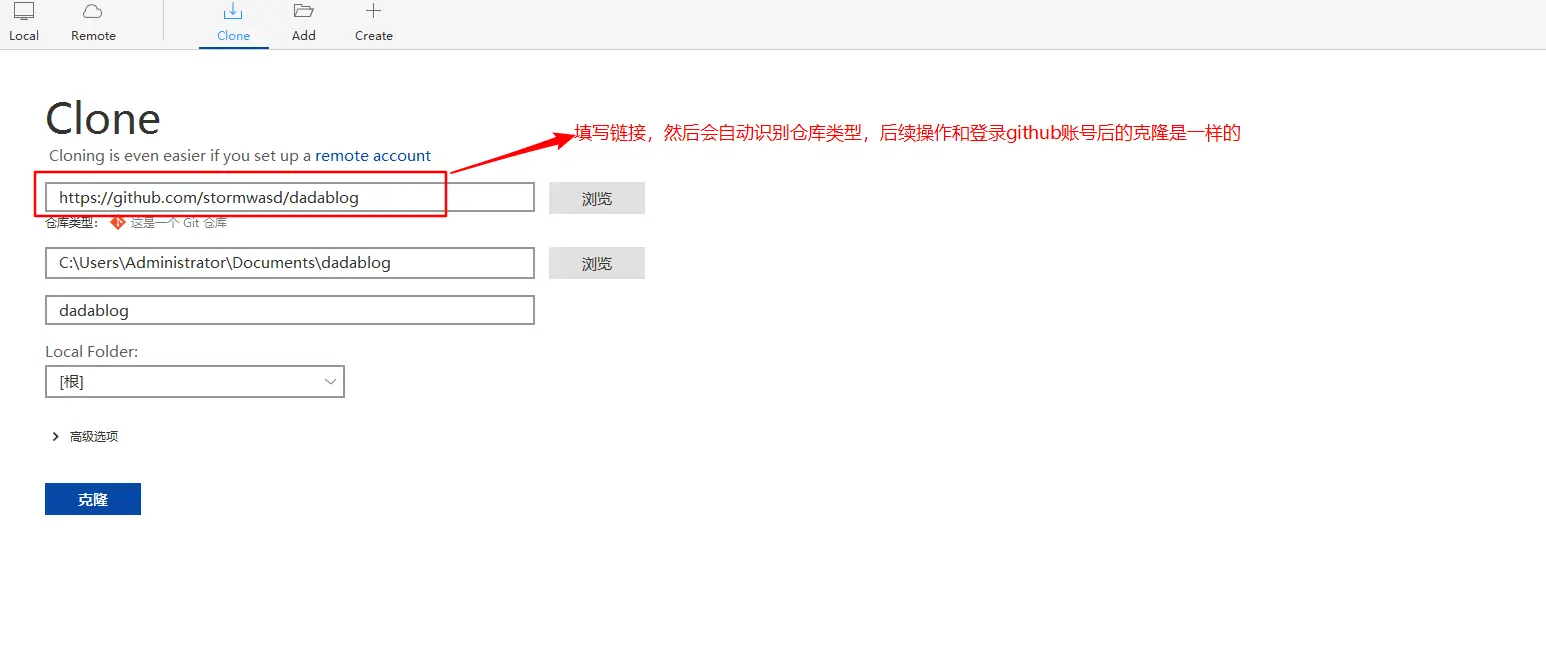 Local
Remote
Clone
Add
Create
Clone
填写链接，然后会自动识别仓库类型，后续操作和登录github账号后的克隆是一样的
Cloning is even easier if you set up a remote account
https://github.com/stormwasd/dadablog
浏览
仓库类型：
这是一个 Git 仓库
C:\Users\Administrator\Documents\dadablog
浏览
dadablog
Local Folder:
[根]
高级选项
克隆